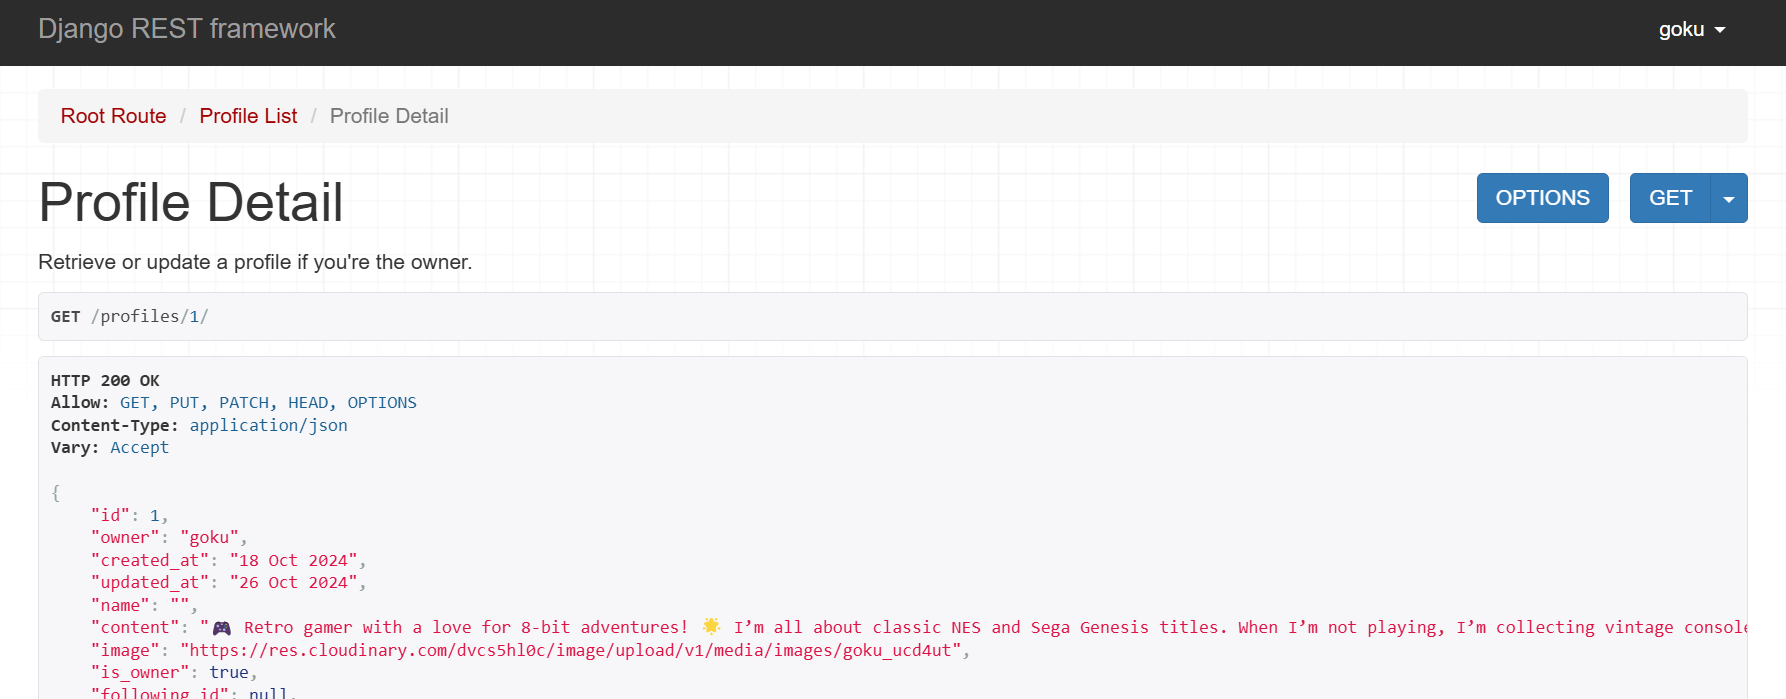 Django REST framework
goku
Root Route / Profile List / Profile Detail
Profile Detail
OPTIONS
GET
Retrieve or update a profile if you're the owner.
GET /profiles/1/
HTTP 200 OK
Allow: GET, PUT, PATCH, HEAD, OPTIONS
Content-Type: application/json
Vary: Accept
{
"id": 1,
"owner": "goku",
"created_at": "18 Oct 2024",
"updated_at": "26 Oct 2024",
"name": "",
"content": "🎮 Retro gamer with a love for 8-bit adventures! 🌟 I’m all about classic NES and Sega Genesis titles. When I’m not playing, I’m collecting vintage console
"image": "https://res.cloudinary.com/dvcs5hl0c/image/upload/v1/media/images/goku_ucd4ut",
"is_owner": true,
"following_id": null,